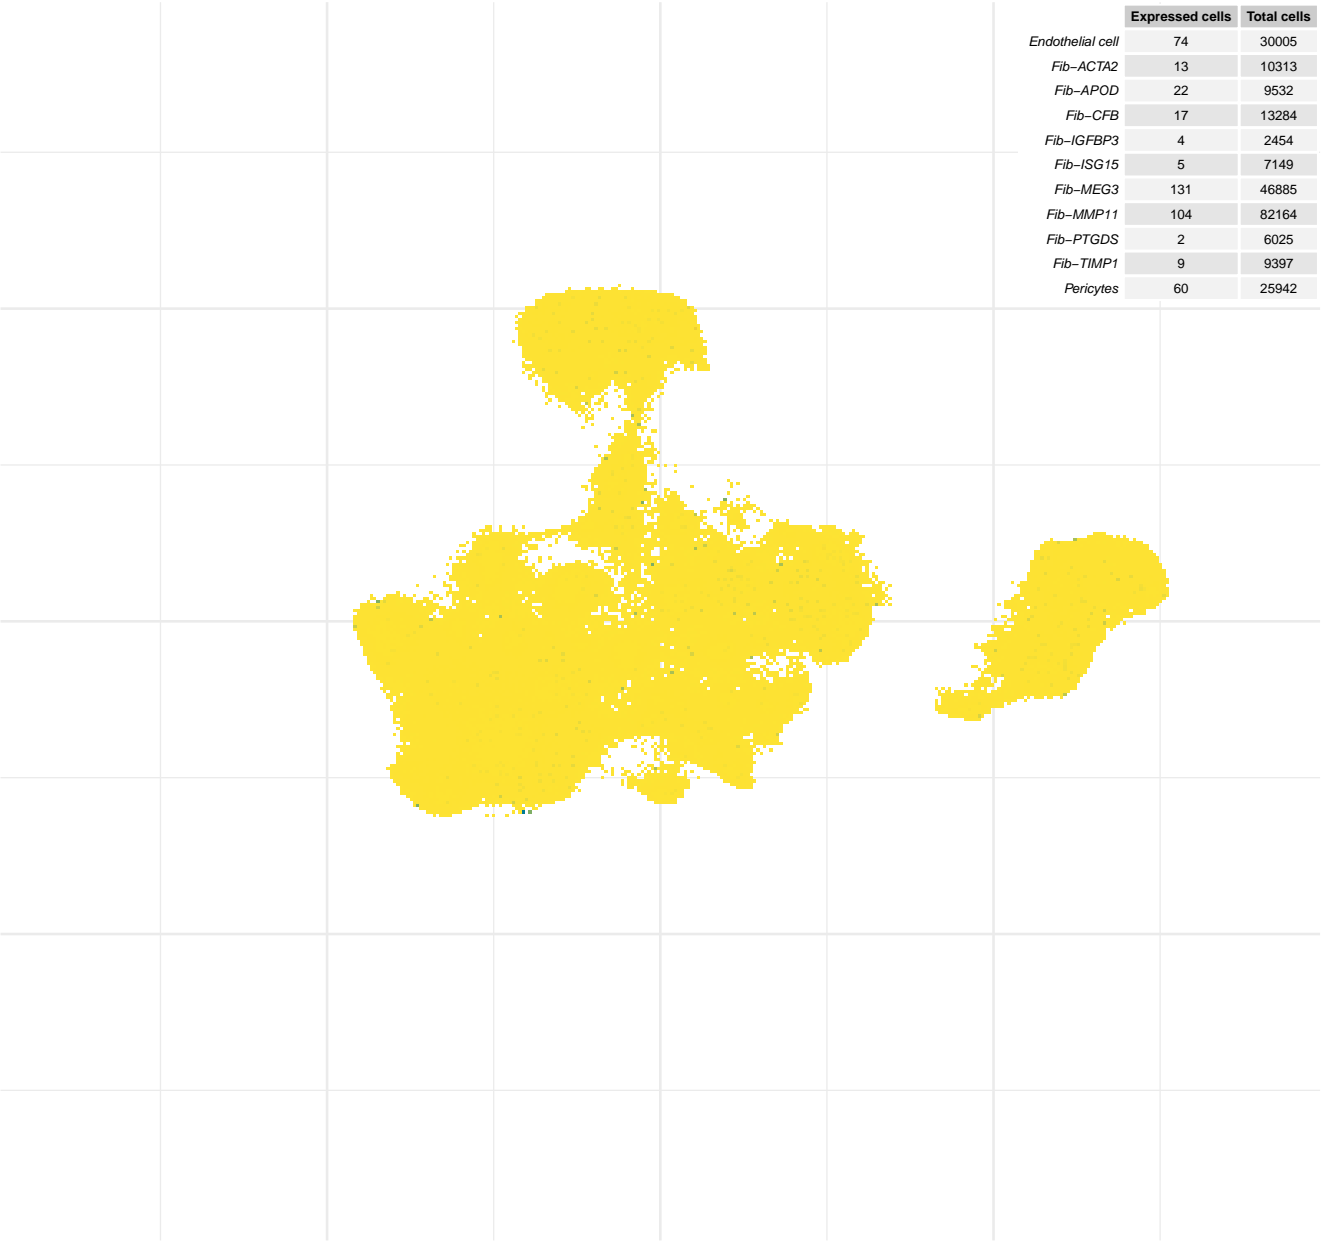 Expressed cells Total cells
Endothelial cell 74 30005
Fib−ACTA2 13 10313
Fib−APOD 22 9532
Fib−CFB 17 13284
Fib−IGFBP3 4 2454
Fib−ISG15 5 7149
Fib−MEG3 131 46885
Fib−MMP11 104 82164
Fib−PTGDS 2 6025
Fib−TIMP1 9 9397
Pericytes 60 25942